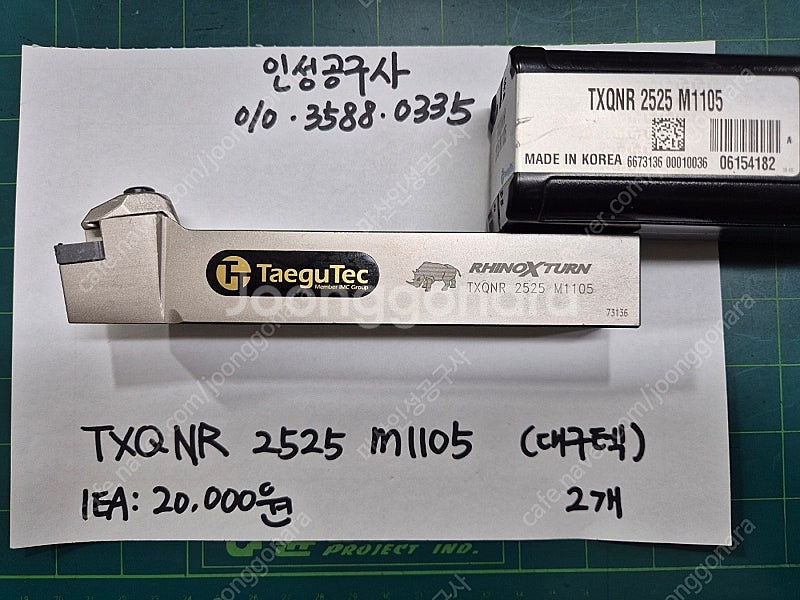 인성공구사
010.3588.0335
TXQNR 2525 M1105
MADE IN KOREA 6673136 00010036 06154182
A
TaeguTec
Member IMC Group
RHINOXTURN
TXQNR 2525 M1105
73136
joonggonara
TXQNR 2525 M1105 (대구텍)
1EA: 20.000원 2개
PROJECT IND.